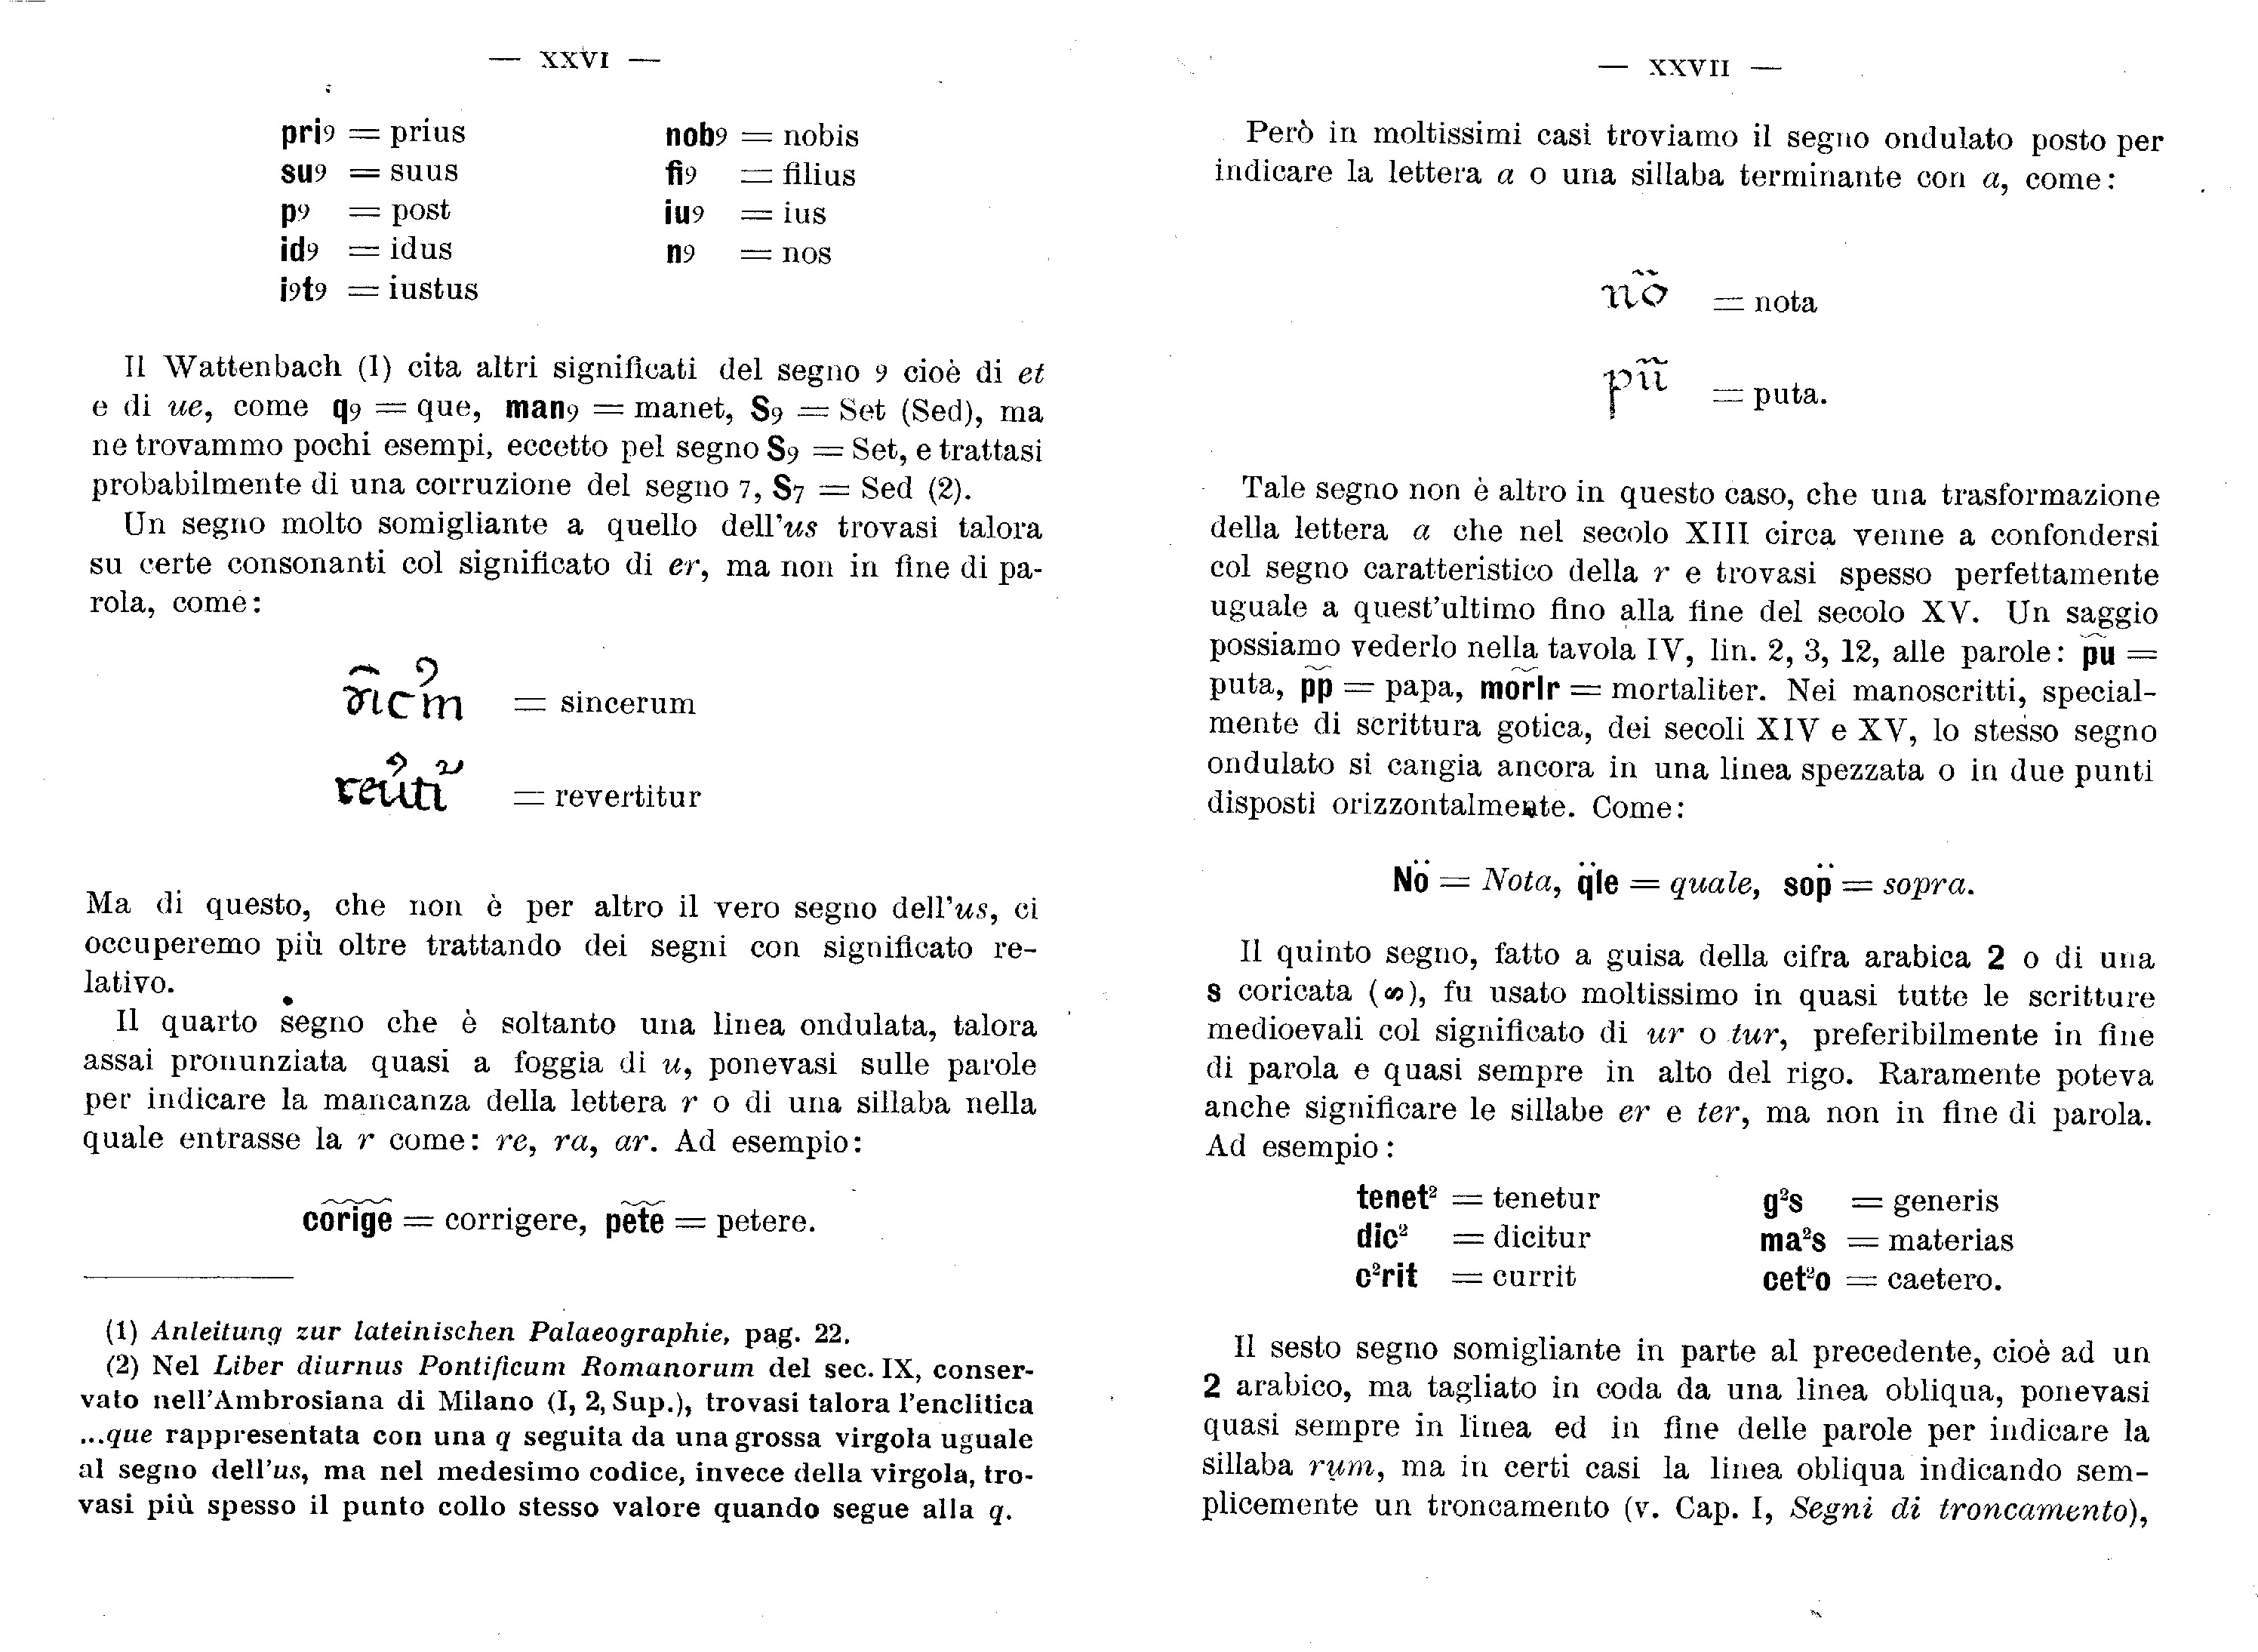 — XXVI —
pri9 = prius
su9 = suus
p9 = post
id9 = idus
i9t9 = iustus
nob9 = nobis
fi9 = filius
iu9 = ius
n9 = nos
Il Wattenbach (1) cita altri significati del segno 9 cioè di et
e di ue, come q9 = que, man9 = manet, S9 = Set (Sed), ma
ne trovammo pochi esempi, eccetto pel segno S9 = Set, e trattasi
probabilmente di una corruzione del segno 7, S7 = Sed (2).
Un segno molto somigliante a quello dell'us trovasi talora
su certe consonanti col significato di er, ma non in fine di pa-
rola, come:
= sincerum
= revertitur
Ma di questo, che non è per altro il vero segno dell'us, ci
occuperemo più oltre trattando dei segni con significato re-
lativo.
Il quarto segno che è soltanto una linea ondulata, talora
assai pronunziata quasi a foggia di u, ponevasi sulle parole
per indicare la mancanza della lettera r o di una sillaba nella
quale entrasse la r come: re, ra, ar. Ad esempio:
corige = corrigere, pete = petere.
(1) Anleitung zur lateinischen Palaeographie, pag. 22.
(2) Nel Liber diurnus Pontificum Romanorum del sec. IX, conser-
vato nell'Ambrosiana di Milano (I, 2, Sup.), trovasi talora l'enclitica
...que rappresentata con una q seguita da una grossa virgola uguale
al segno dell'us, ma nel medesimo codice, invece della virgola, tro-
vasi più spesso il punto collo stesso valore quando segue alla q.
— XXVII —
Però in moltissimi casi troviamo il segno ondulato posto per
indicare la lettera a o una sillaba terminante con a, come:
no = nota
pu = puta.
Tale segno non è altro in questo caso, che una trasformazione
della lettera a che nel secolo XIII circa venne a confondersi
col segno caratteristico della r e trovasi spesso perfettamente
uguale a quest'ultimo fino alla fine del secolo XV. Un saggio
possiamo vederlo nella tavola IV, lin. 2, 3, 12, alle parole: p͠u =
puta, p͠p = papa, mo͠rlr = mortaliter. Nei manoscritti, special-
mente di scrittura gotica, dei secoli XIV e XV, lo stesso segno
ondulato si cangia ancora in una linea spezzata o in due punti
disposti orizzontalmente. Come:
Nö = Nota, q̈le = quale, sop̈ = sopra.
Il quinto segno, fatto a guisa della cifra arabica 2 o di una
s coricata (∞), fu usato moltissimo in quasi tutte le scritture
medioevali col significato di ur o tur, preferibilmente in fine
di parola e quasi sempre in alto del rigo. Raramente poteva
anche significare le sillabe er e ter, ma non in fine di parola.
Ad esempio:
tenet² = tenetur
dic² = dicitur
c²rit = currit
g²s = generis
ma²s = materias
cet²o = caetero.
Il sesto segno somigliante in parte al precedente, cioè ad un
2 arabico, ma tagliato in coda da una linea obliqua, ponevasi
quasi sempre in linea ed in fine delle parole per indicare la
sillaba rum, ma in certi casi la linea obliqua indicando sem-
plicemente un troncamento (v. Cap. I, Segni di troncamento),